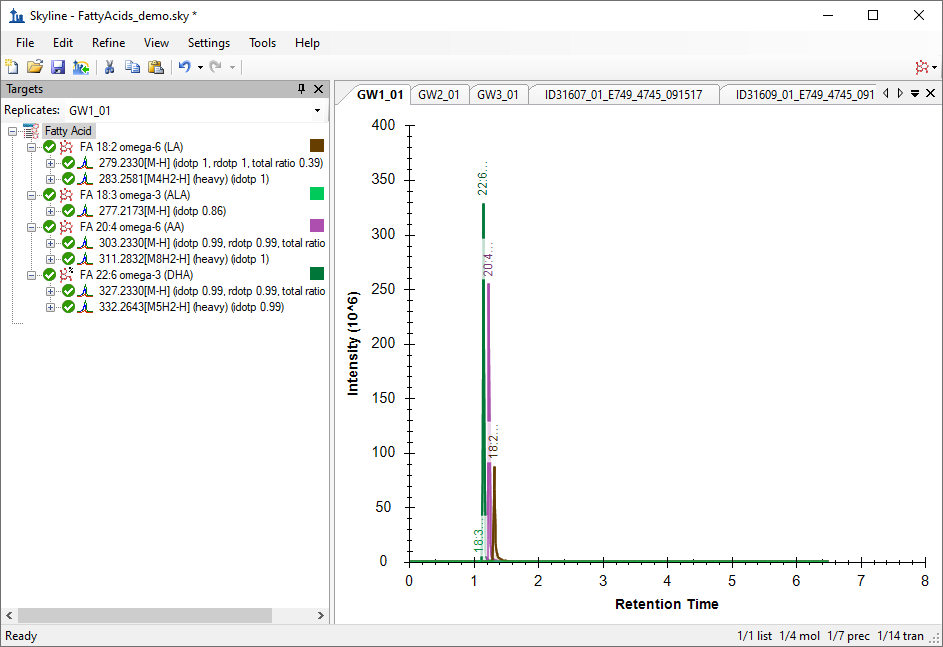 Skyline - FattyAcids_demo.sky *
File Edit Refine View Settings Tools Help
Targets
Replicates: GW1_01
Fatty Acid
FA 18:2 omega-6 (LA)
279.2330[M-H] (idotp 1, rdotp 1, total ratio 0.39)
283.2581[M4H2-H] (heavy) (idotp 1)
FA 18:3 omega-3 (ALA)
277.2173[M-H] (idotp 0.86)
FA 20:4 omega-6 (AA)
303.2330[M-H] (idotp 0.99, rdotp 0.99, total ratio
311.2832[M8H2-H] (heavy) (idotp 1)
FA 22:6 omega-3 (DHA)
327.2330[M-H] (idotp 0.99, rdotp 0.99, total ratio
332.2643[M5H2-H] (heavy) (idotp 0.99)
GW1_01 GW2_01 GW3_01 ID31607_01_E749_4745_091517 ID31609_01_E749_4745_091
400
350
300
250
200
150
100
50
0
Intensity (10^6)
22:6...
20:4...
18:2...
18:3...
0 1 2 3 4 5 6 7 8
Retention Time
Ready
1/1 list 1/4 mol 1/7 prec 1/14 tran